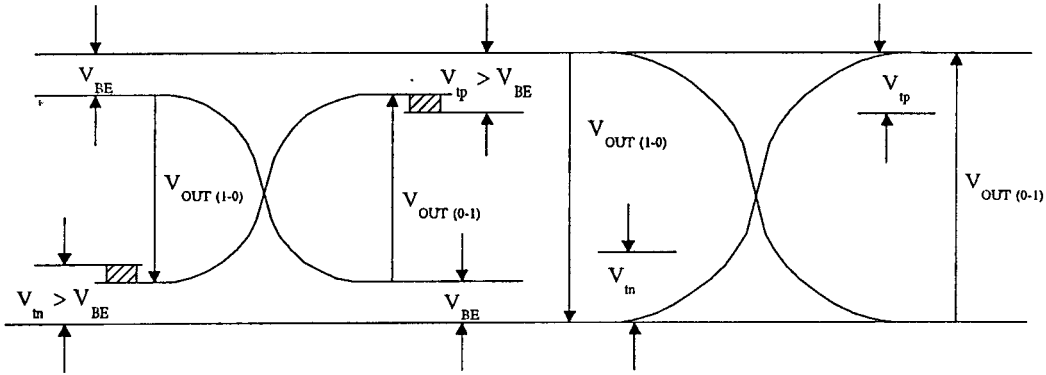 V_BE
V_tp > V_BE
V_tp
V_OUT (1-0)
V_OUT (1-0)
V_OUT (0-1)
V_OUT (0-1)
V_tn
V_tn > V_BE
V_BE